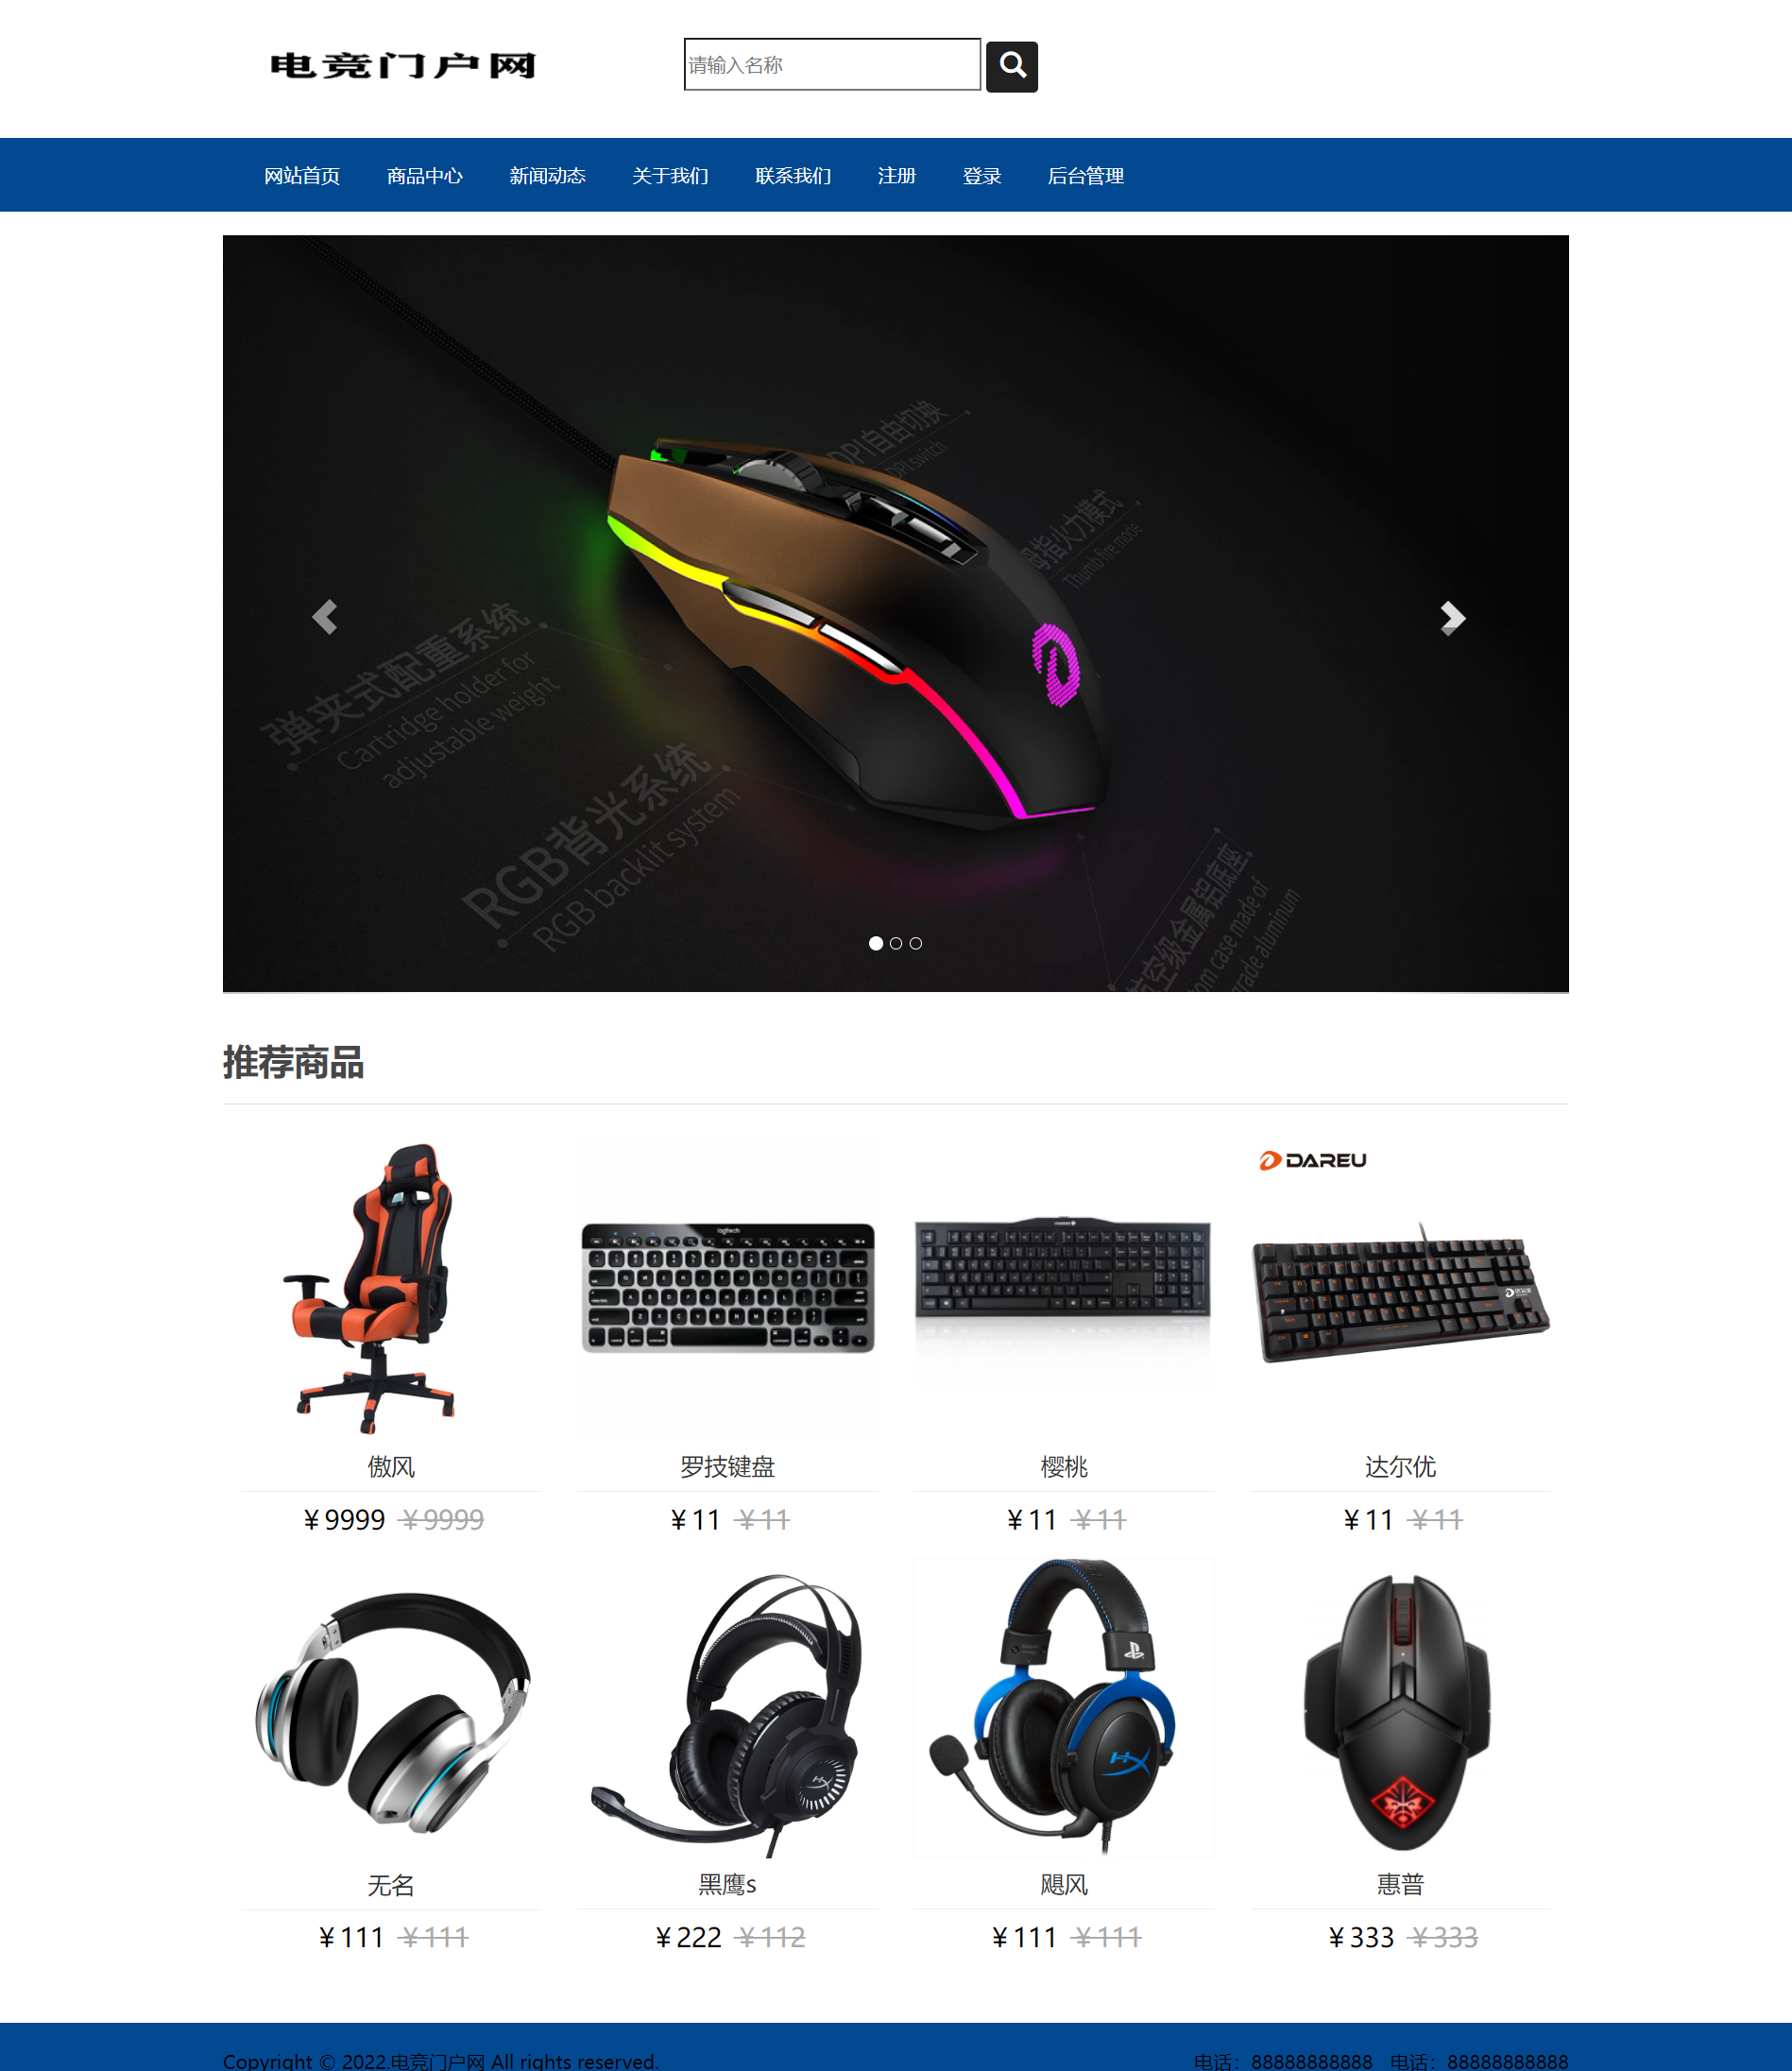 电竞门户网
请输入名称
网站首页 商品中心 新闻动态 关于我们 联系我们 注册 登录 后台管理
DPI自由切换
DPI switch
拇指火力模式
Thumb fire mode
弹夹式配重系统
Cartridge holder for
adjustable weight
RGB背光系统
RGB backlit system
航空级金属铝底座;
case made of
aluminum
推荐商品
logitech
DAREU
傲风 罗技键盘 樱桃 达尔优
￥9999 ￥9999 ￥11 ￥11 ￥11 ￥11 ￥11 ￥11
无名 黑鹰s 飓风 惠普
￥111 ￥111 ￥222 ￥112 ￥111 ￥111 ￥333 ￥333
Copyright © 2022.电竞门户网 All rights reserved.
电话：88888888888 电话：88888888888